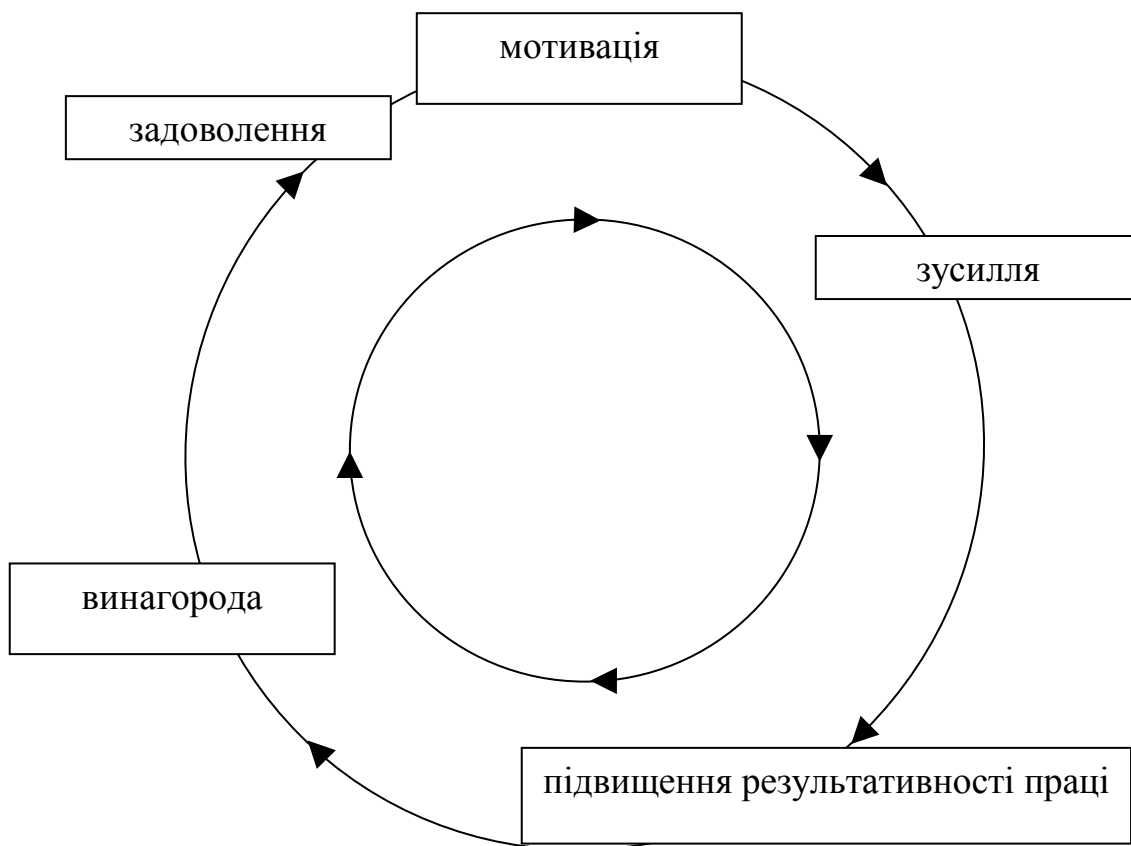 мотивація
задоволення
зусилля
винагорода
підвищення результативності праці